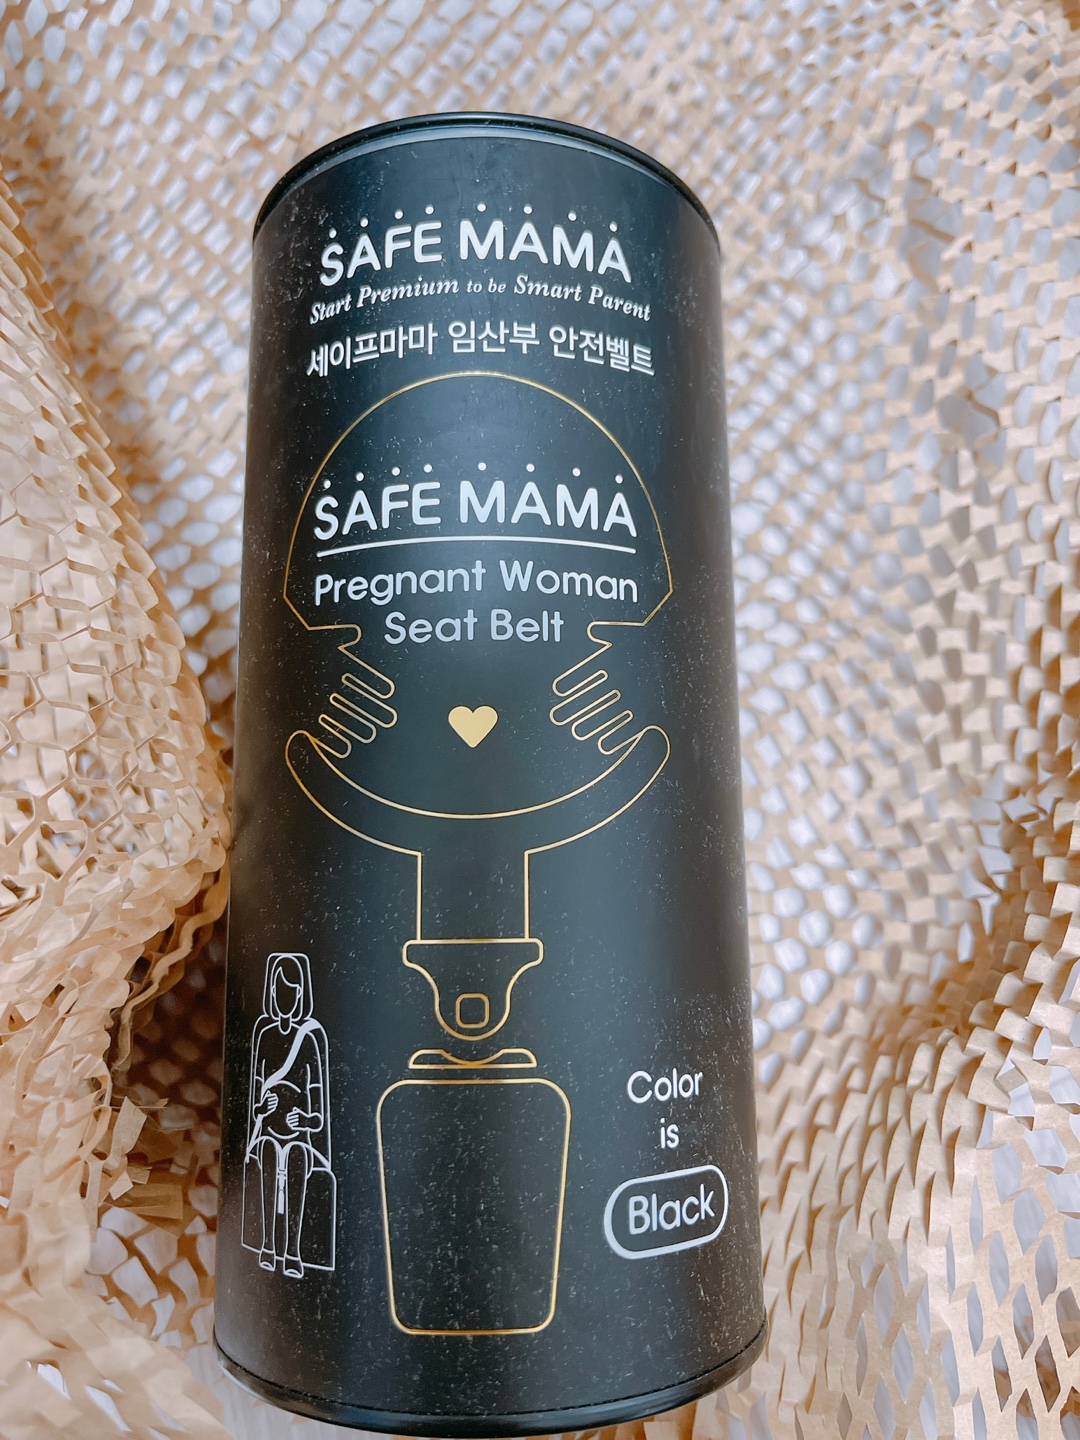 SAFE MAMA
Start Premium to be Smart Parent
세이프마마 임산부 안전벨트
SAFE MAMA
Pregnant Woman
Seat Belt
Color
is
Black